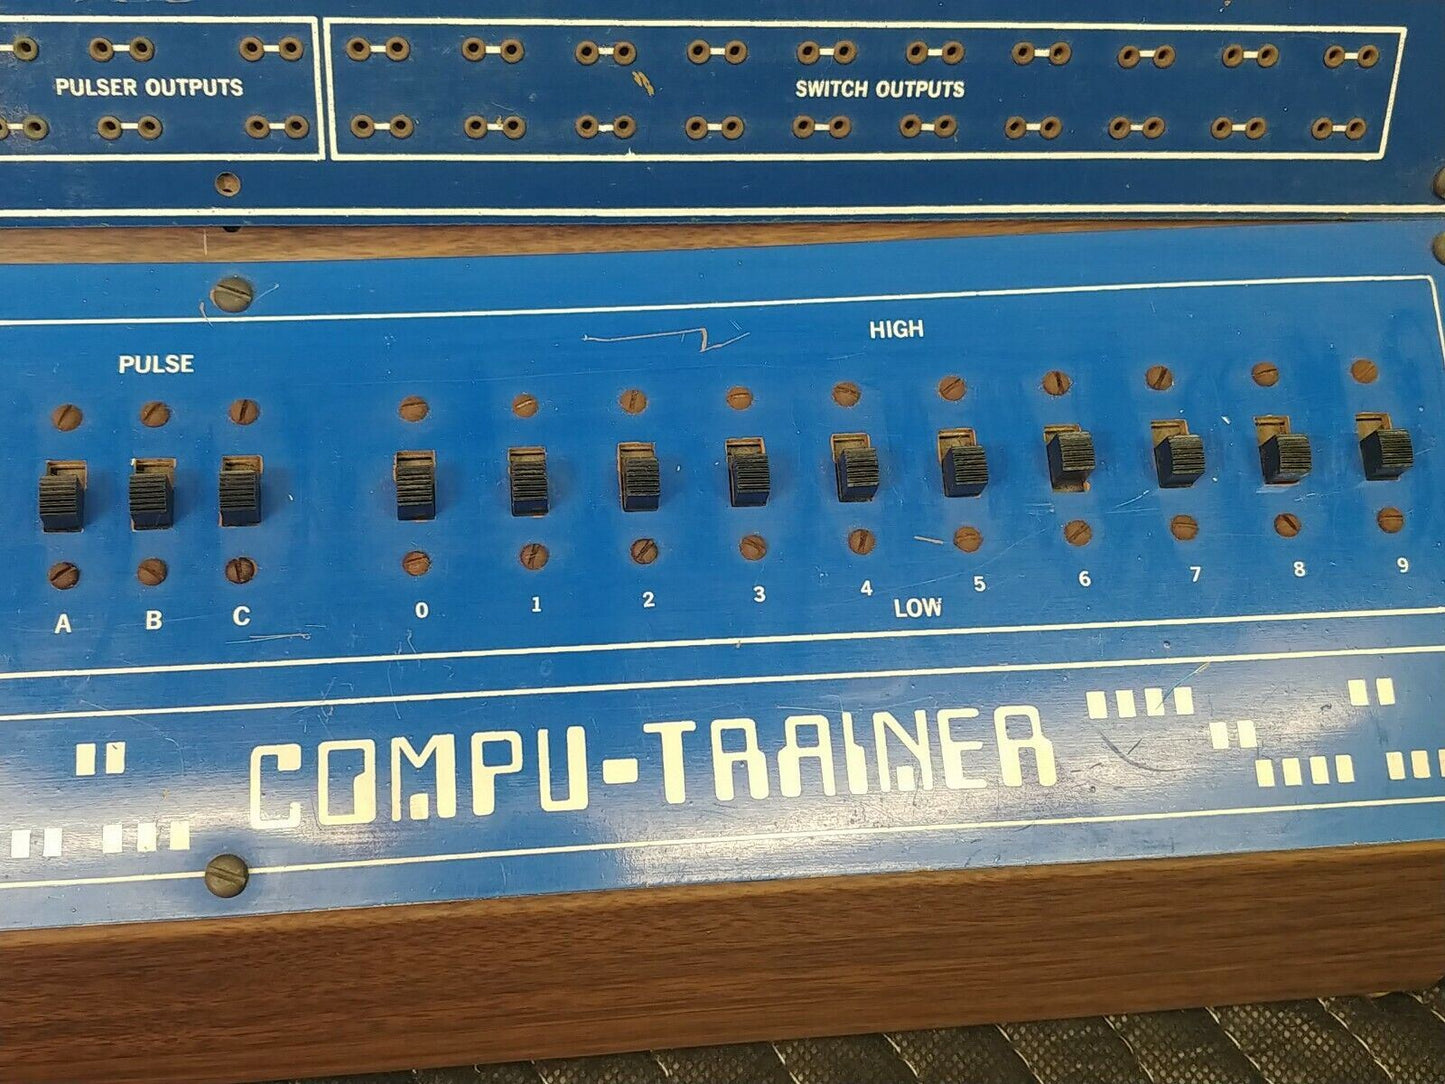 PULSER OUTPUTS
SWITCH OUTPUTS
PULSE
HIGH
A B C 0 1 2 3 4 5 6 7 8 9
LOW
COMPU-TRAINER